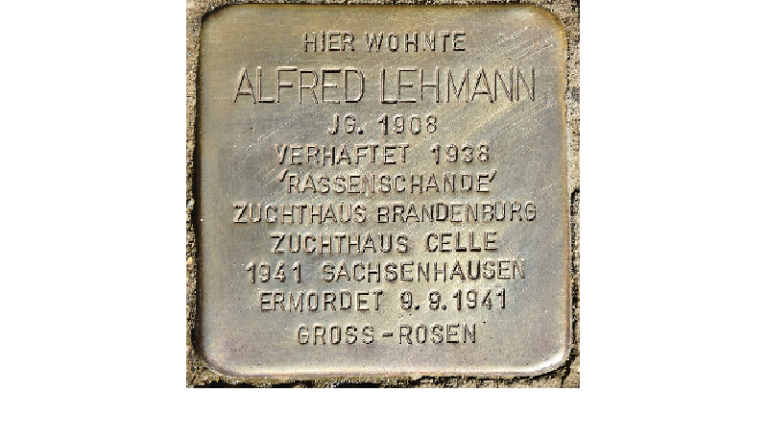 HIER WOHNTE
ALFRED LEHMANN
JG. 1908
VERHAFTET 1938
'RASSENSCHANDE'
ZUCHTHAUS BRANDENBURG
ZUCHTHAUS CELLE
1941 SACHSENHAUSEN
ERMORDET 9.9.1941
GROSS-ROSEN